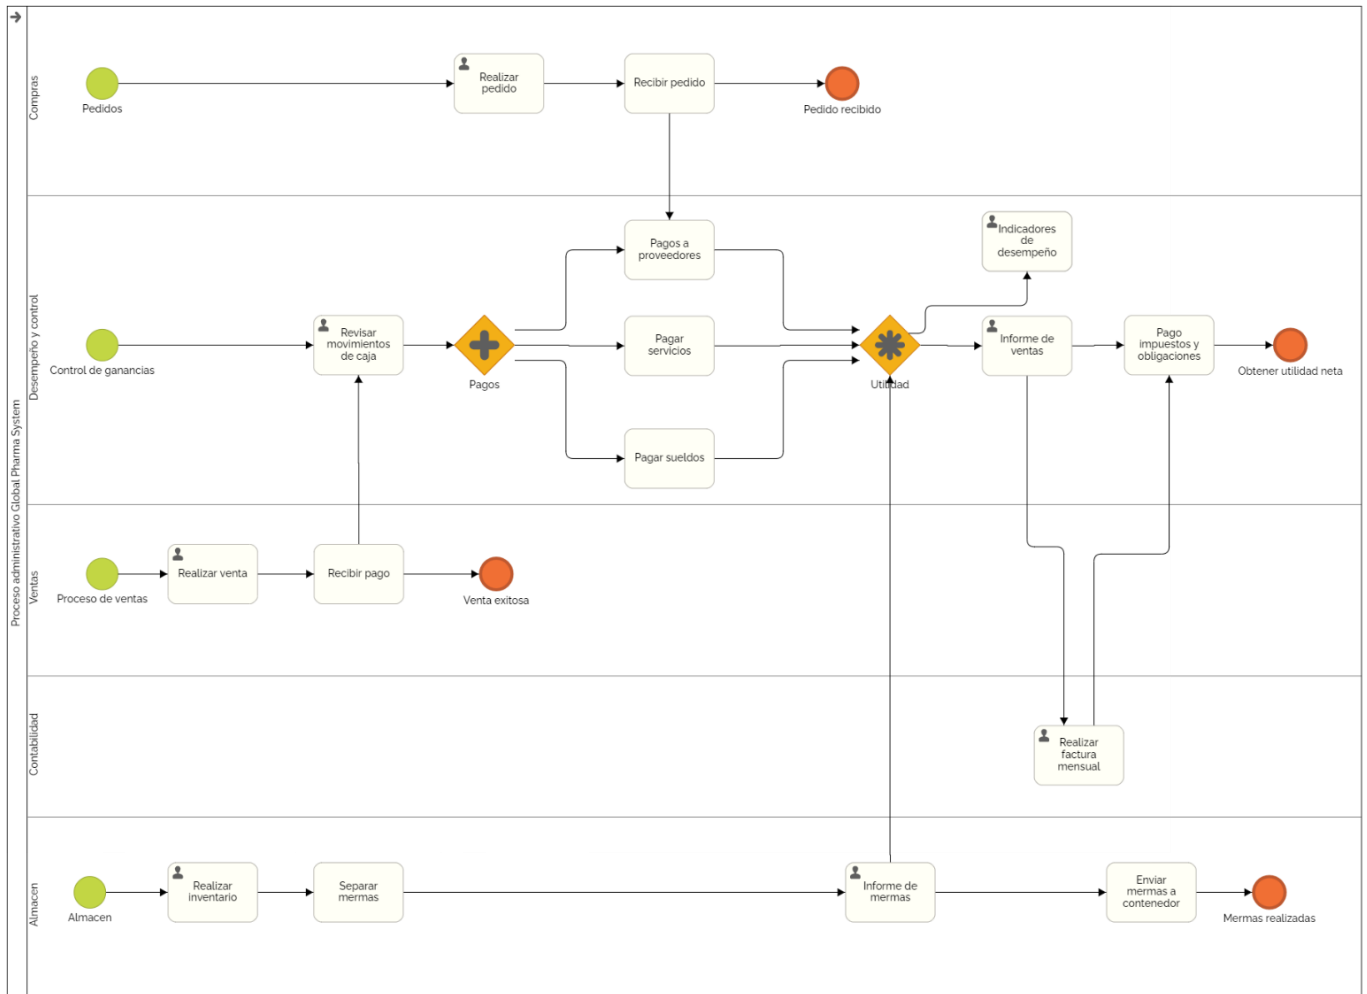 Proceso administrativo Global Pharma System
Compras
Pedidos
Realizar
pedido
Recibir pedido
Pedido recibido
Desempeño y control
Control de ganancias
Revisar
movimientos
de caja
Pagos
Pagos a
proveedores
Pagar
servicios
Pagar sueldos
Utilidad
Indicadores
de
desempeño
Informe de
ventas
Pago
impuestos y
obligaciones
Obtener utilidad neta
Ventas
Proceso de ventas
Realizar venta
Recibir pago
Venta exitosa
Contabilidad
Realizar
factura
mensual
Almacen
Almacen
Realizar
inventario
Separar
mermas
Informe de
mermas
Enviar
mermas a
contenedor
Mermas realizadas